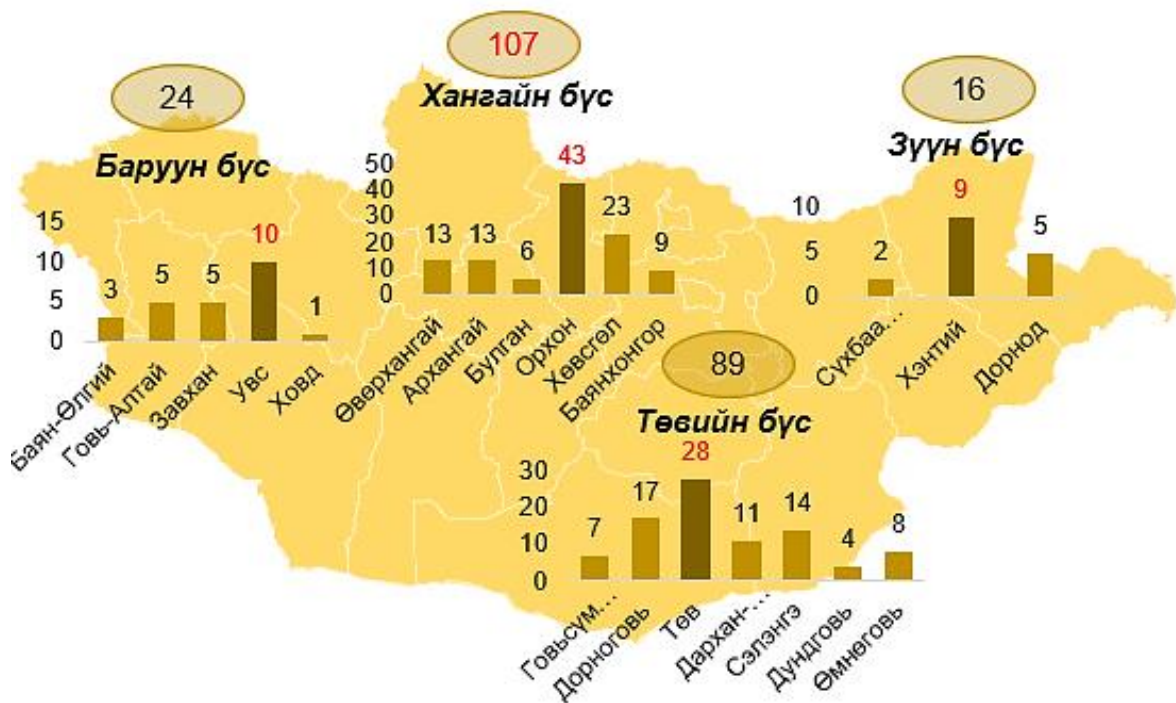 24
Баруун бүс
15
10
5
0
3
5
5
10
1
Баян-Өлгий
Говь-Алтай
Завхан
Увс
Ховд
107
Хангайн бүс
50
40
30
20
10
0
13
13
6
43
23
9
Өвөрхангай
Архангай
Булган
Орхон
Хөвсгөл
Баянхонгор
16
Зүүн бүс
10
5
0
2
9
5
Сүхбаа...
Хэнтий
Дорнод
89
Төвийн бүс
30
20
10
0
7
17
28
11
14
4
8
Говьсүм...
Дорноговь
Төв
Дархан-...
Сэлэнгэ
Дундговь
Өмнөговь